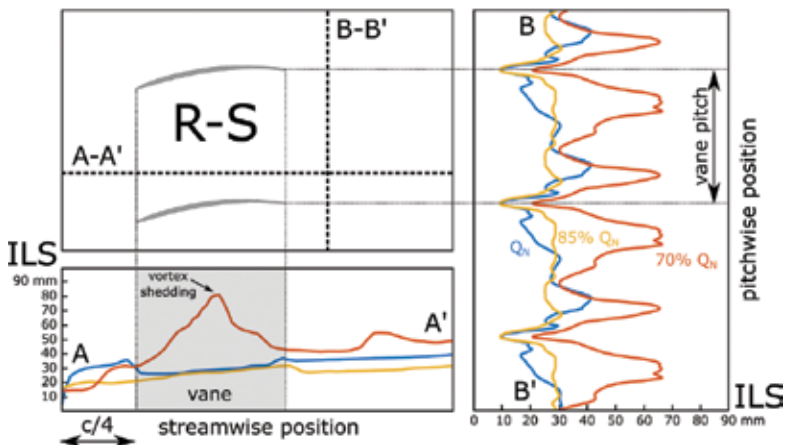 B-B'
R-S
A-A'
ILS
90 mm
80
70
60
50
40
30
20
10
vortex
shedding
A
A'
vane
c/4
streamwise position
B
Q_N
85% Q_N
70% Q_N
B'
vane pitch
pitchwise position
ILS
0 10 20 30 40 50 60 70 80 90 mm